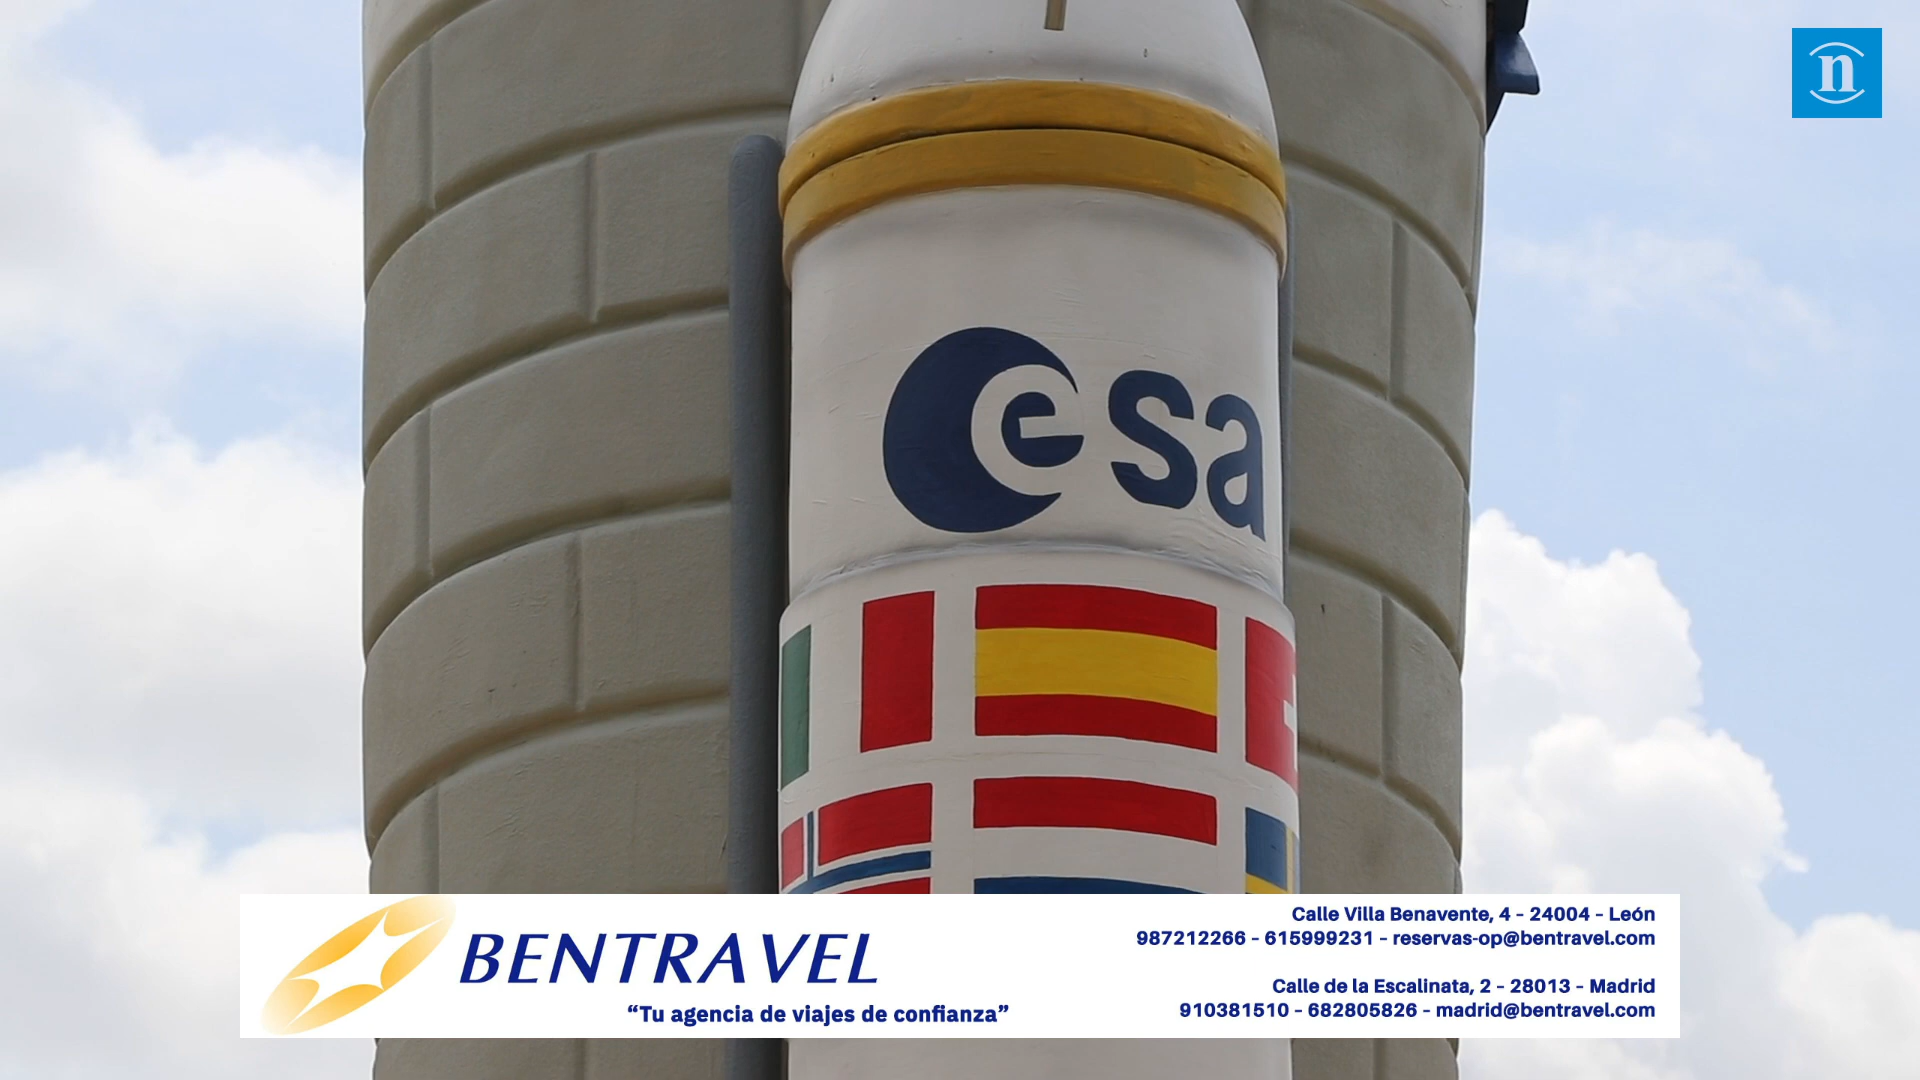 n
esa
BENTRAVEL
“Tu agencia de viajes de confianza”
Calle Villa Benavente, 4 - 24004 - León
987212266 - 615999231 - reservas-op@bentravel.com
Calle de la Escalinata, 2 - 28013 - Madrid
910381510 - 682805826 - madrid@bentravel.com